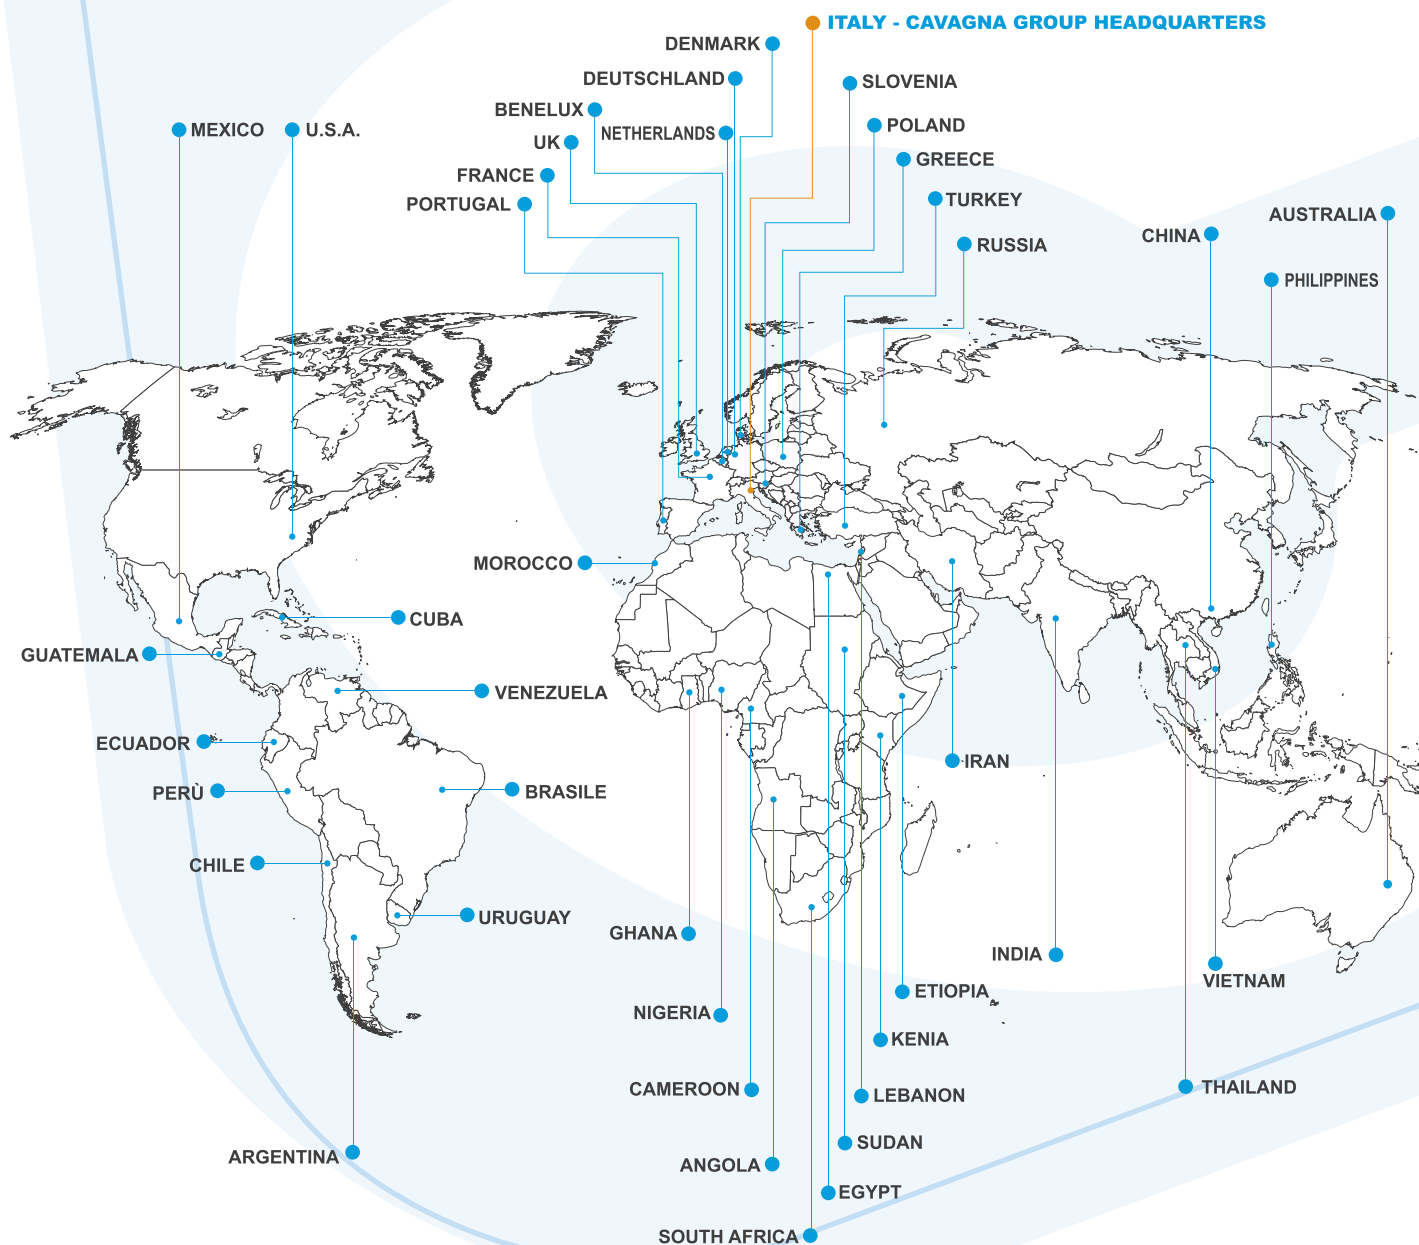 ITALY - CAVAGNA GROUP HEADQUARTERS
DENMARK
DEUTSCHLAND
SLOVENIA
BENELUX
NETHERLANDS
POLAND
MEXICO
U.S.A.
UK
GREECE
FRANCE
TURKEY
PORTUGAL
AUSTRALIA
CHINA
RUSSIA
PHILIPPINES
MOROCCO
CUBA
GUATEMALA
VENEZUELA
ECUADOR
IRAN
PERÙ
BRASILE
CHILE
URUGUAY
GHANA
INDIA
VIETNAM
ETIOPIA
NIGERIA
KENIA
CAMEROON
LEBANON
THAILAND
SUDAN
ARGENTINA
ANGOLA
EGYPT
SOUTH AFRICA